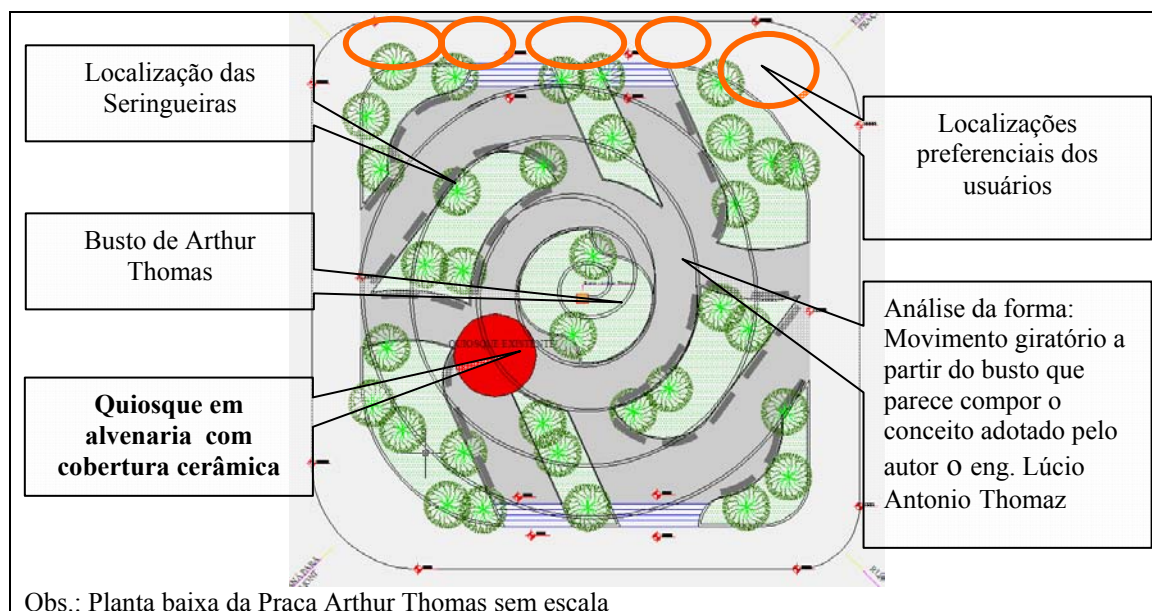 Localização das
Seringueiras
Busto de Arthur
Thomas
Quiosque em
alvenaria com
cobertura cerâmica
QUIOSQUE EXISTENTE
Localizações
preferenciais dos
usuários
Análise da forma:
Movimento giratório a
partir do busto que
parece compor o
conceito adotado pelo
autor o eng. Lúcio
Antonio Thomaz
Obs.: Planta baixa da Praça Arthur Thomas sem escala